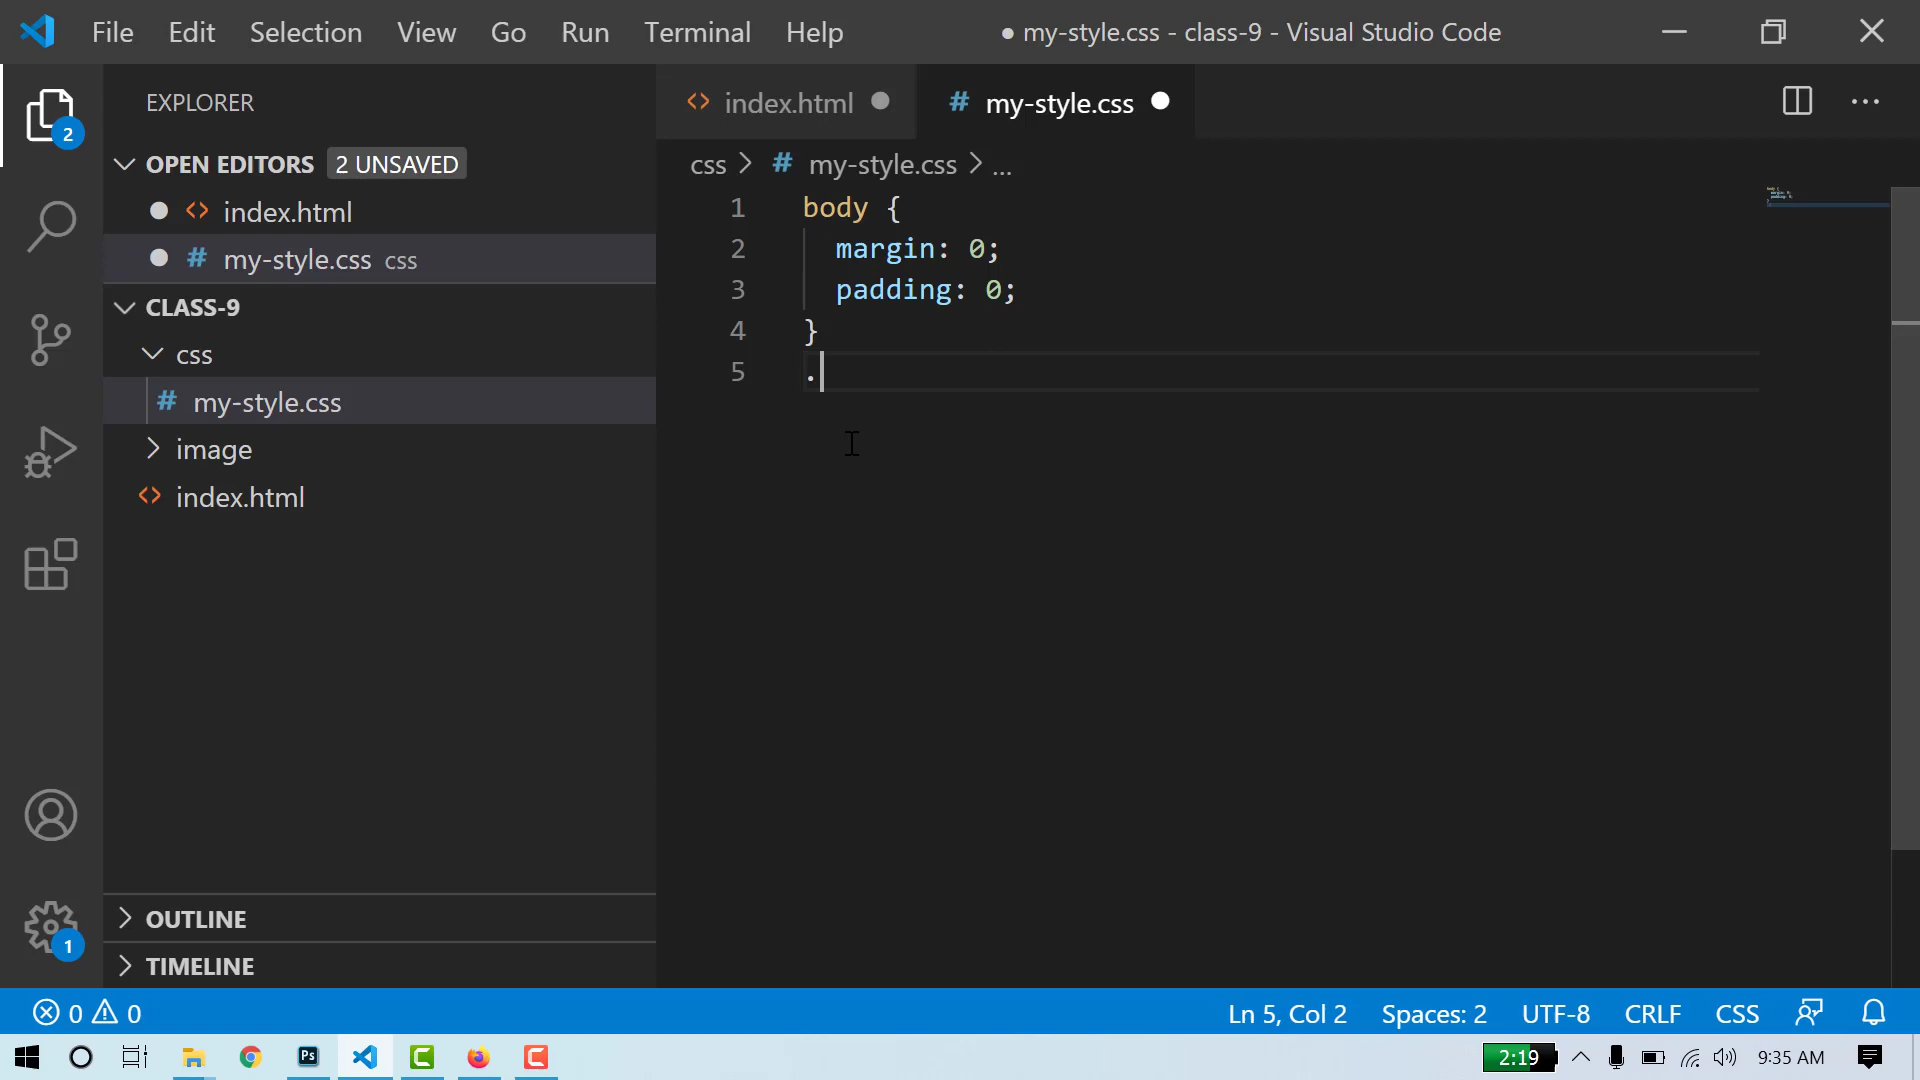 File Edit Selection View Go Run Terminal Help
● my-style.css - class-9 - Visual Studio Code
2
1
EXPLORER
OPEN EDITORS 2 UNSAVED
index.html
# my-style.css css
CLASS-9
css
# my-style.css
image
index.html
OUTLINE
TIMELINE
index.html
# my-style.css
css > # my-style.css > ...
1 body {
2 margin: 0;
3 padding: 0;
4 }
5 .
0 0
Ln 5, Col 2 Spaces: 2 UTF-8 CRLF CSS
Ps
2:19
9:35 AM